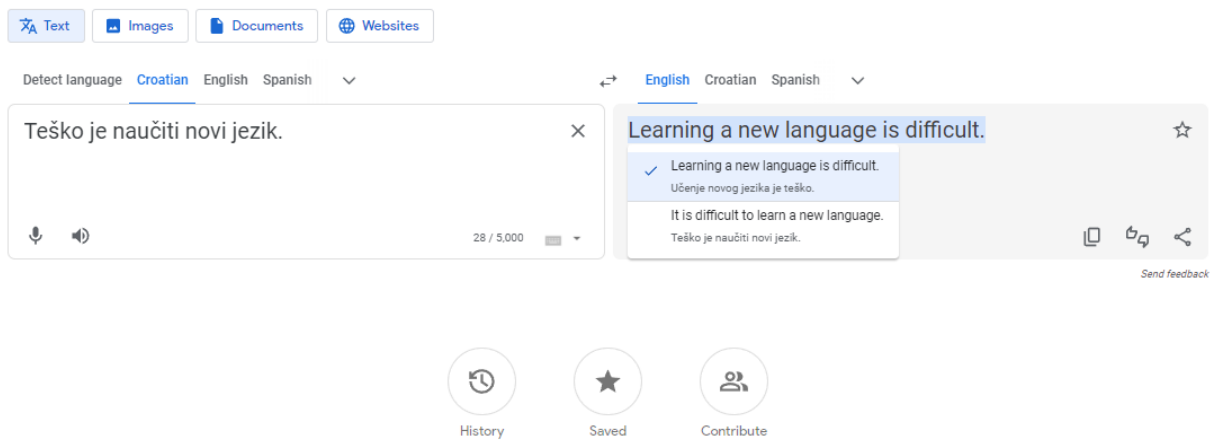 Text Images Documents Websites
Detect language Croatian English Spanish English Croatian Spanish
Teško je naučiti novi jezik.
28 / 5,000
Learning a new language is difficult.
Learning a new language is difficult.
Učenje novog jezika je teško.
It is difficult to learn a new language.
Teško je naučiti novi jezik.
Send feedback
History Saved Contribute